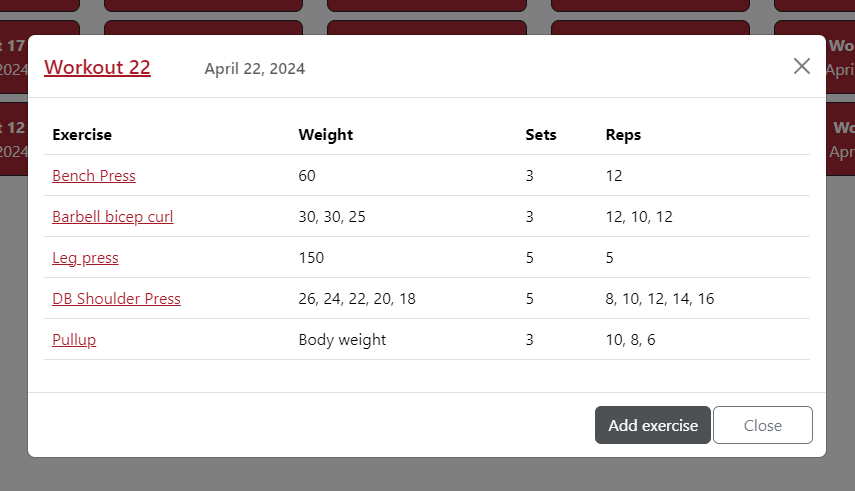 t 17
2024
Wo
Apri
Workout 22 April 22, 2024
Exercise Weight Sets Reps
Bench Press 60 3 12
Barbell bicep curl 30, 30, 25 3 12, 10, 12
Leg press 150 5 5
DB Shoulder Press 26, 24, 22, 20, 18 5 8, 10, 12, 14, 16
Pullup Body weight 3 10, 8, 6
t 12
2024
Wo
Apr
Add exercise Close